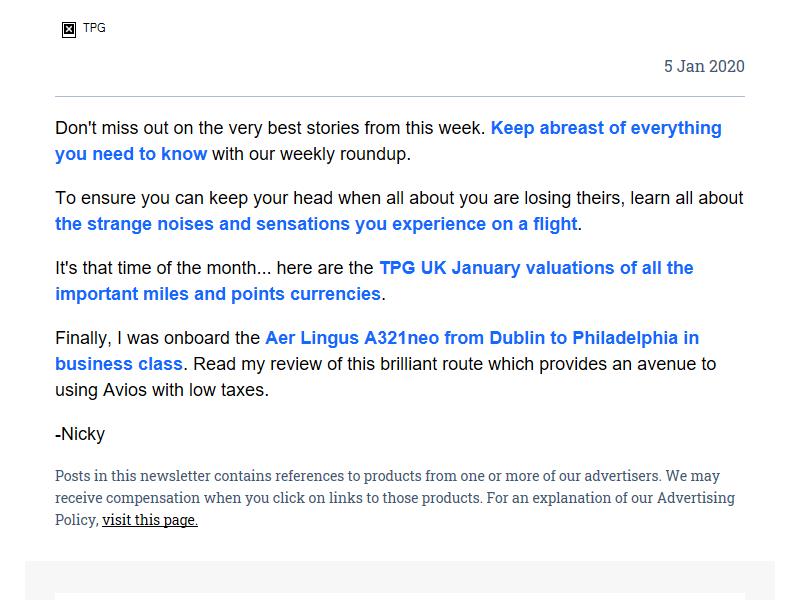 TPG
5 Jan 2020
Don't miss out on the very best stories from this week. Keep abreast of everything
you need to know with our weekly roundup.
To ensure you can keep your head when all about you are losing theirs, learn all about
the strange noises and sensations you experience on a flight.
It's that time of the month... here are the TPG UK January valuations of all the
important miles and points currencies.
Finally, I was onboard the Aer Lingus A321neo from Dublin to Philadelphia in
business class. Read my review of this brilliant route which provides an avenue to
using Avios with low taxes.
-Nicky
Posts in this newsletter contains references to products from one or more of our advertisers. We may
receive compensation when you click on links to those products. For an explanation of our Advertising
Policy, visit this page.